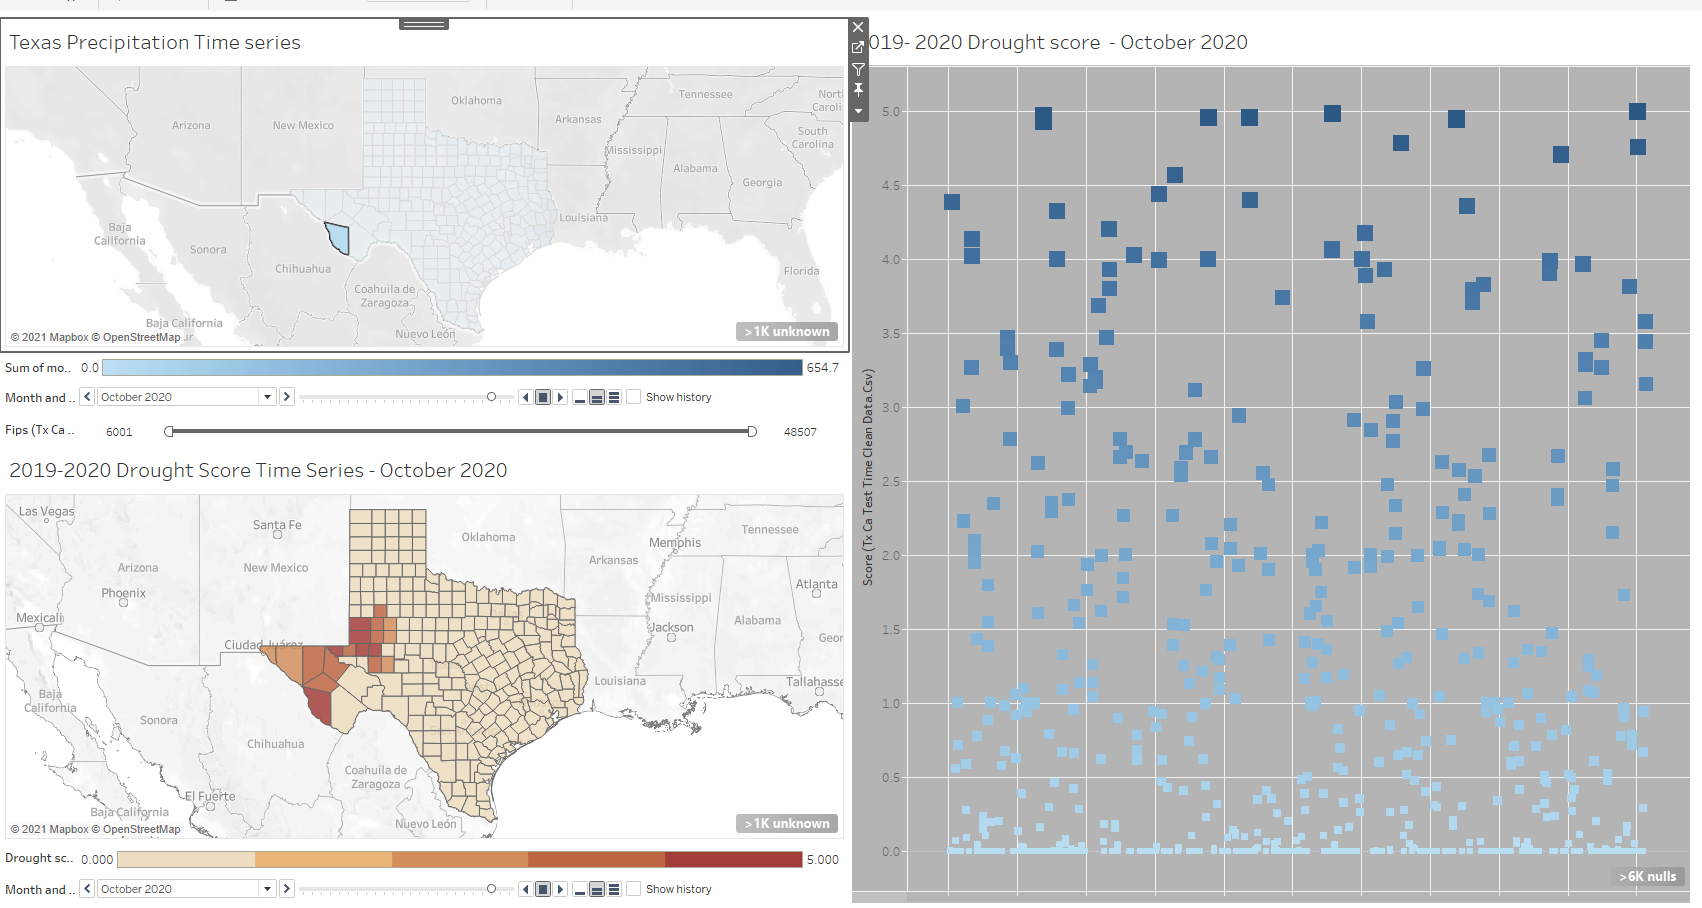 Texas Precipitation Time series
Oklahoma
Tennessee
North
Caroli
Arizona
New Mexico
Arkansas
South
Carolina
Mississippi
Alabama
Georgia
Louisiana
Baja
California
Sonora
Chihuahua
Florida
Coahuila de
Zaragoza
Baja California
ur
Nuevo León
© 2021 Mapbox © OpenStreetMap
>1K unknown
Sum of mo..
0.0
654.7
Month and ..
October 2020
Show history
Fips (Tx Ca ..
6001
48507
2019-2020 Drought Score Time Series - October 2020
Las Vegas
Santa Fe
Oklahoma
Tennessee
Memphis
Arizona
New Mexico
Arkansas
Atlanta
Phoenix
Mississippi
Mexicali
Dallas
Jackson
Alabama
Geor
Ciudad Juárez
Louisiana
Tallahasse
Baja
California
Sonora
Chihuahua
Coahuila de
Zaragoza
El Fuerte
Baja California
Nuevo León
© 2021 Mapbox © OpenStreetMap
>1K unknown
Drought sc..
0.000
5.000
Month and ..
October 2020
Show history
019- 2020 Drought score - October 2020
5.0
4.5
4.0
3.5
3.0
2.5
2.0
1.5
1.0
0.5
0.0
Score (Tx Ca Test Time Clean Data.Csv)
>6K nulls